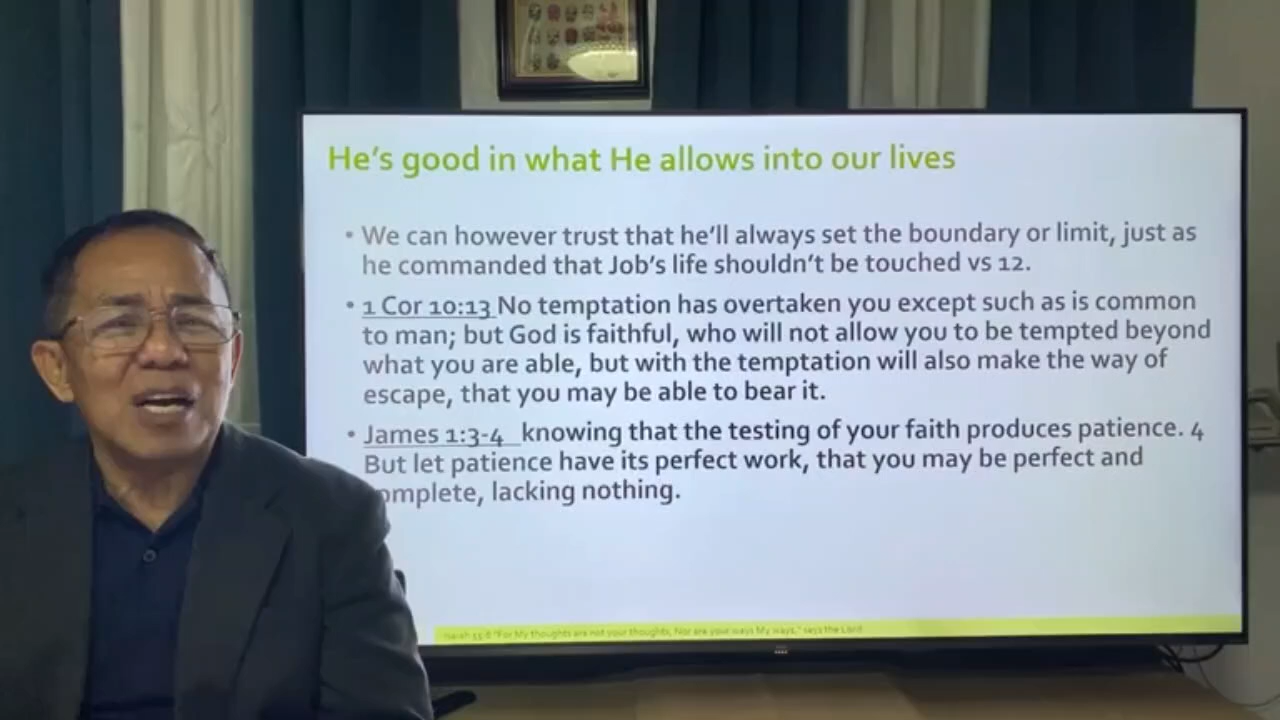 He's good in what He allows into our lives
• We can however trust that he'll always set the boundary or limit, just as
he commanded that Job's life shouldn't be touched vs 12.
• 1 Cor 10:13 No temptation has overtaken you except such as is common
to man; but God is faithful, who will not allow you to be tempted beyond
what you are able, but with the temptation will also make the way of
escape, that you may be able to bear it.
• James 1:3-4 knowing that the testing of your faith produces patience. 4
But let patience have its perfect work, that you may be perfect and
omplete, lacking nothing.
"For My thoughts are not your thoughts, Nor are your ways My ways," says the Lord